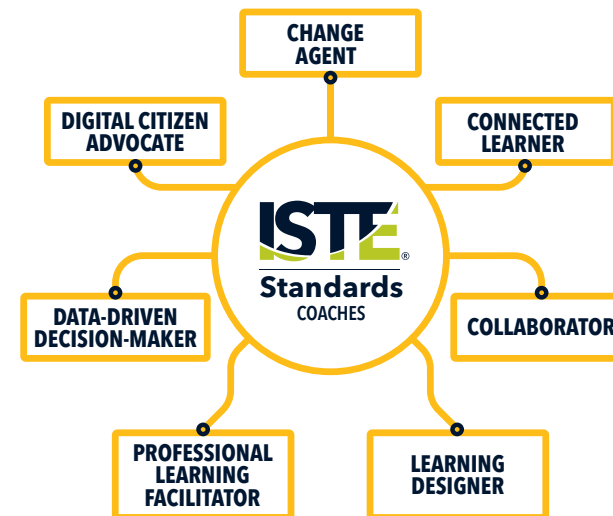 CHANGE
AGENT
DIGITAL CITIZEN
ADVOCATE
CONNECTED
LEARNER
ISTE®
Standards
COACHES
DATA-DRIVEN
DECISION-MAKER
COLLABORATOR
PROFESSIONAL
LEARNING
FACILITATOR
LEARNING
DESIGNER